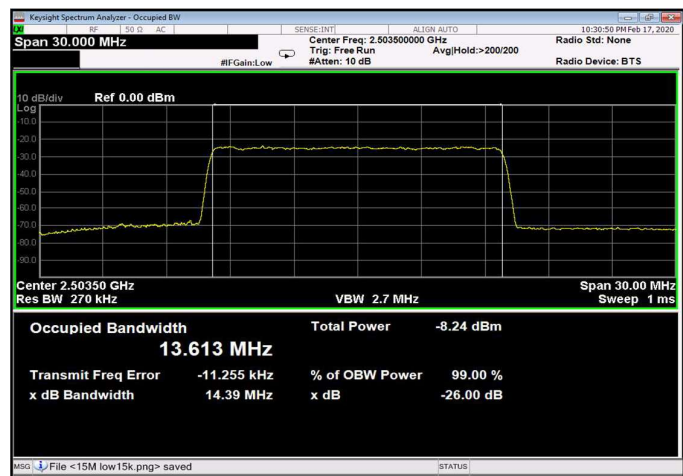 Keysight Spectrum Analyzer - Occupied BW
RF 50 Ω AC SENSE:INT ALIGN AUTO 10:30:50 PM Feb 17, 2020
Span 30.000 MHz Center Freq: 2.503500000 GHz Radio Std: None
Trig: Free Run Avg|Hold:>200/200
#IFGain:Low #Atten: 10 dB Radio Device: BTS
10 dB/div Ref 0.00 dBm
Log
-10.0
-20.0
-30.0
-40.0
-50.0
-60.0
-70.0
-80.0
-90.0
Center 2.50350 GHz Span 30.00 MHz
Res BW 270 kHz VBW 2.7 MHz Sweep 1 ms
Occupied Bandwidth Total Power -8.24 dBm
13.613 MHz
Transmit Freq Error -11.255 kHz % of OBW Power 99.00 %
x dB Bandwidth 14.39 MHz x dB -26.00 dB
MSG File <15M low15k.png> saved STATUS